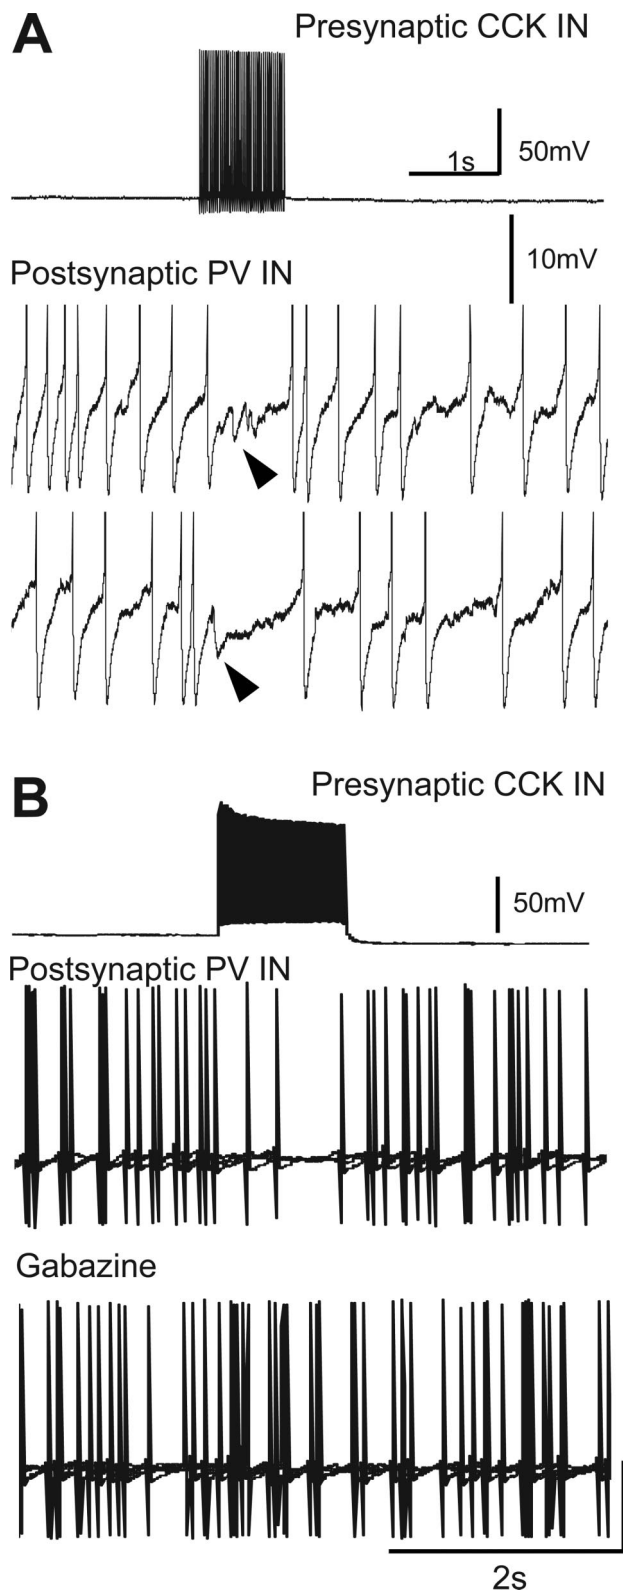 A
Presynaptic CCK IN
1s
50mV
10mV
Postsynaptic PV IN
B
Presynaptic CCK IN
50mV
Postsynaptic PV IN
Gabazine
2s